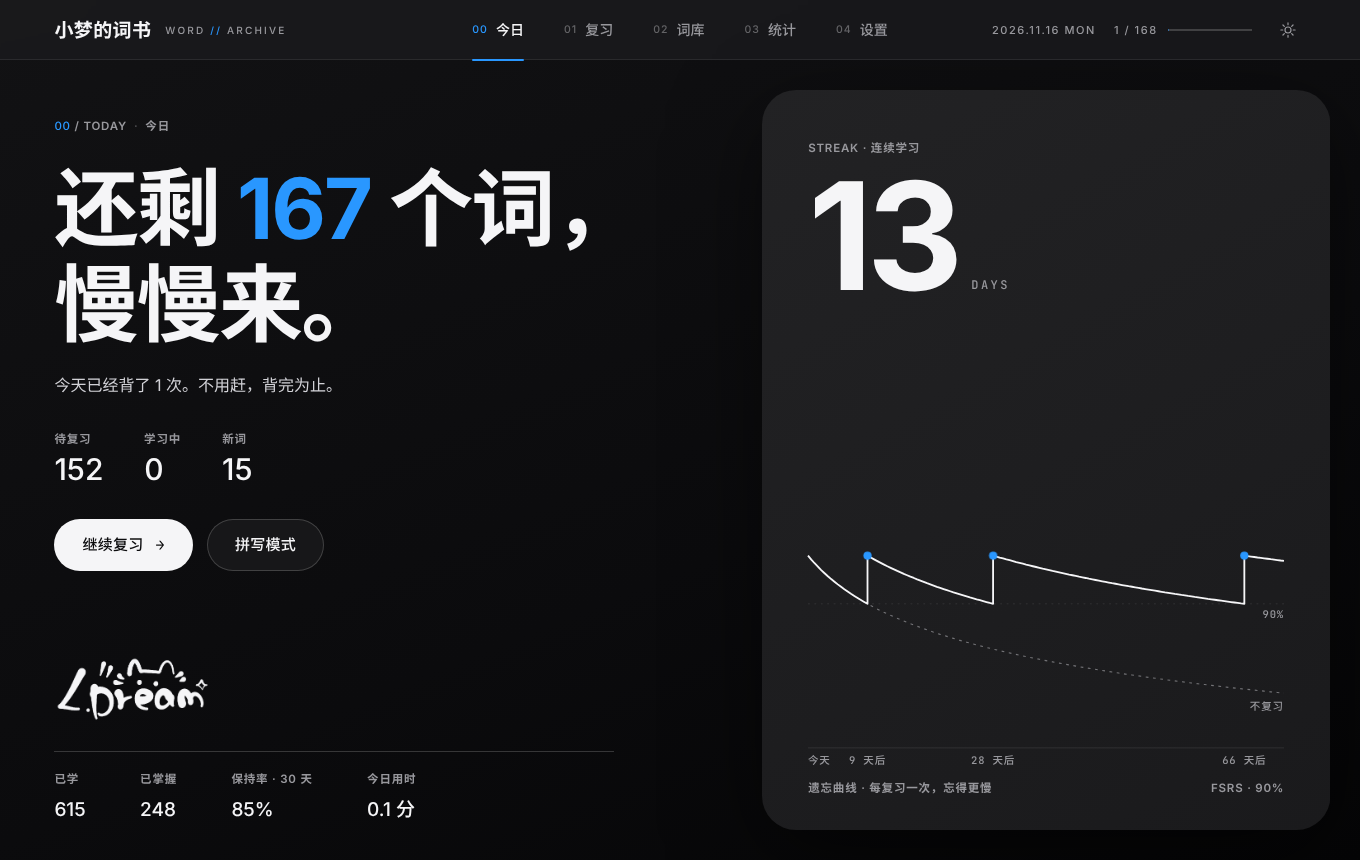 小梦的词书 WORD // ARCHIVE 00 今日 01 复习 02 词库 03 统计 04 设置 2026.11.16 MON 1 / 168
00 / TODAY · 今日
还剩 167 个词，
慢慢来。
今天已经背了 1 次。不用赶，背完为止。
待复习 学习中 新词
152 0 15
继续复习 → 拼写模式
L.Dream
已学 已掌握 保持率 · 30 天 今日用时
615 248 85% 0.1 分
STREAK · 连续学习
13 DAYS
90%
不复习
今天 9 天后 28 天后 66 天后
遗忘曲线 · 每复习一次，忘得更慢 FSRS · 90%